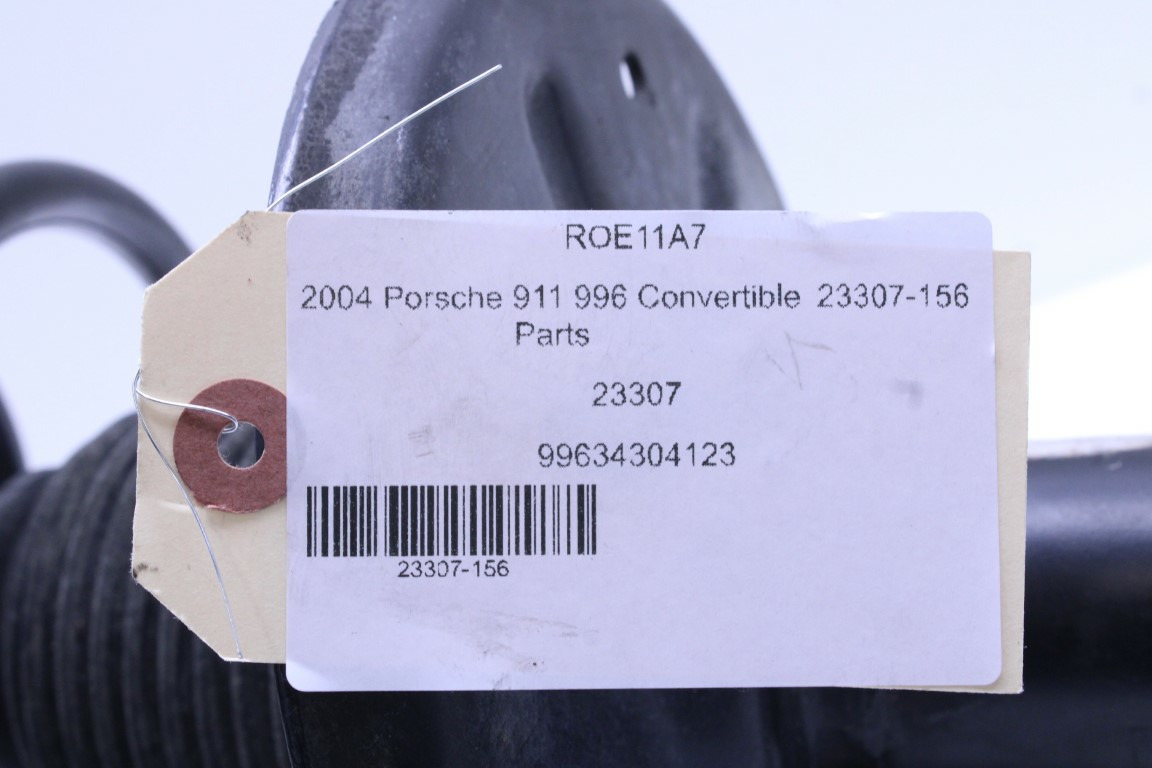 ROE11A7
2004 Porsche 911 996 Convertible 23307-156
Parts
23307
99634304123
23307-156